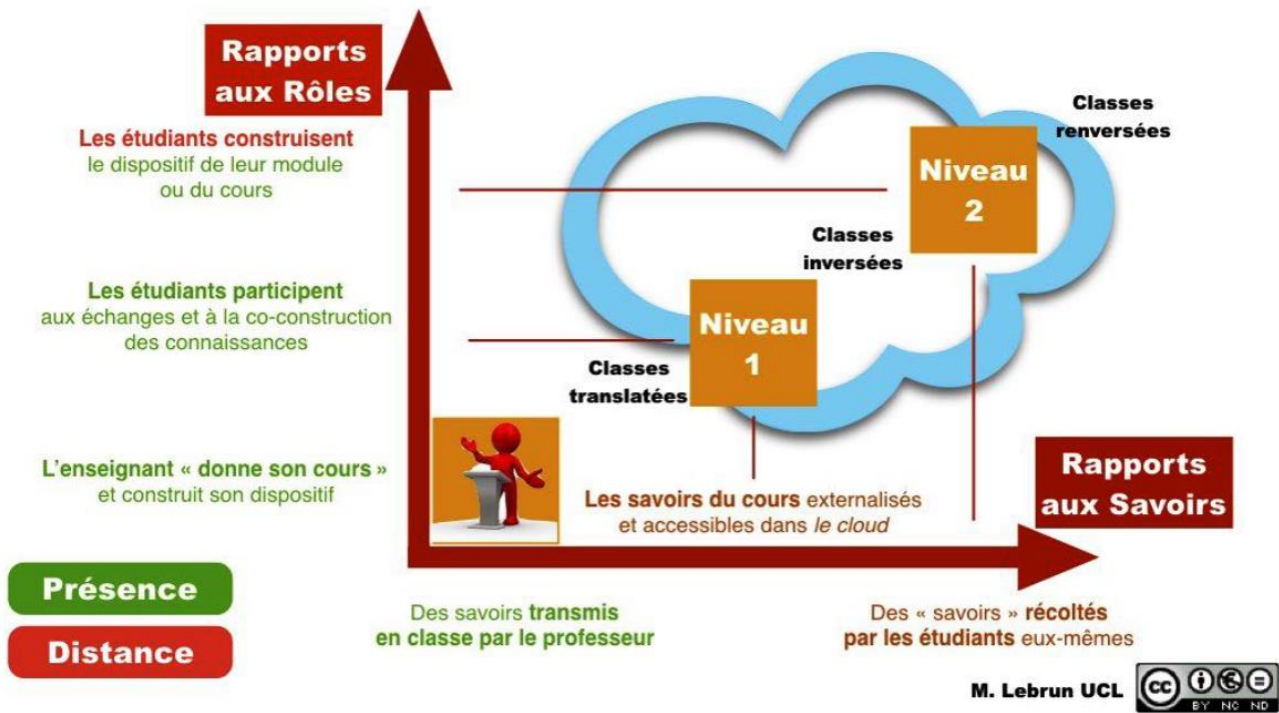 Rapports
aux Rôles
Les étudiants construisent
le dispositif de leur module
ou du cours
Les étudiants participent
aux échanges et à la co-construction
des connaissances
L'enseignant « donne son cours »
et construit son dispositif
Classes
renversées
Niveau
2
Classes
inversées
Niveau
1
Classes
translatées
Les savoirs du cours externalisés
et accessibles dans le cloud
Rapports
aux Savoirs
Présence
Distance
Des savoirs transmis
en classe par le professeur
Des « savoirs » récoltés
par les étudiants eux-mêmes
M. Lebrun UCL
cc
BY NC ND